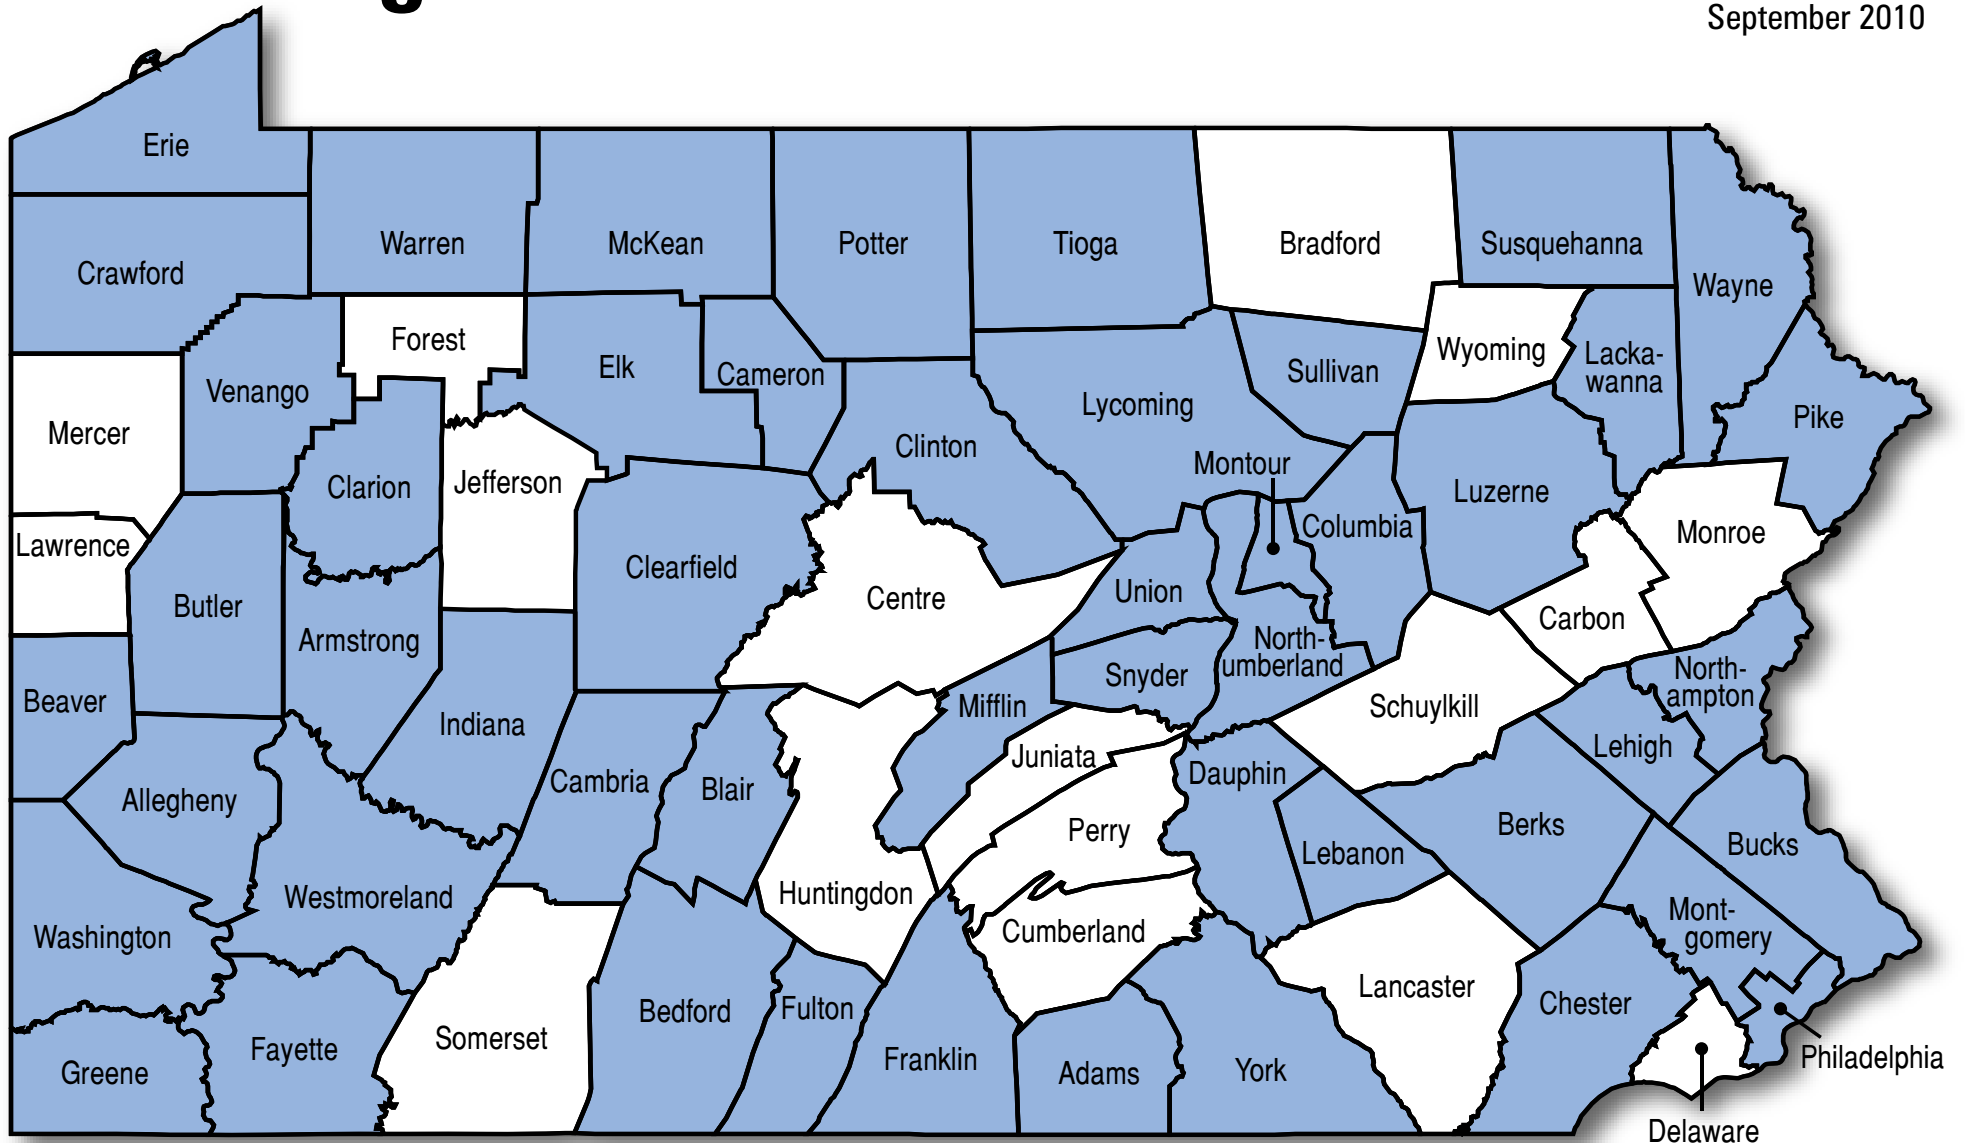 September 2010
Erie
Warren
McKean
Potter
Tioga
Bradford
Susquehanna
Wayne
Crawford
Forest
Elk
Cameron
Wyoming
Lacka-
wanna
Sullivan
Venango
Lycoming
Pike
Mercer
Clinton
Montour
Jefferson
Clarion
Luzerne
Columbia
Monroe
Lawrence
Clearfield
Centre
Union
Butler
Carbon
Armstrong
North-
umberland
Snyder
North-
ampton
Beaver
Mifflin
Schuylkill
Indiana
Lehigh
Juniata
Dauphin
Cambria
Blair
Allegheny
Perry
Berks
Bucks
Lebanon
Huntingdon
Westmoreland
Mont-
gomery
Cumberland
Washington
Lancaster
Chester
Bedford
Fulton
Somerset
Fayette
Franklin
Philadelphia
Greene
Adams
York
Delaware